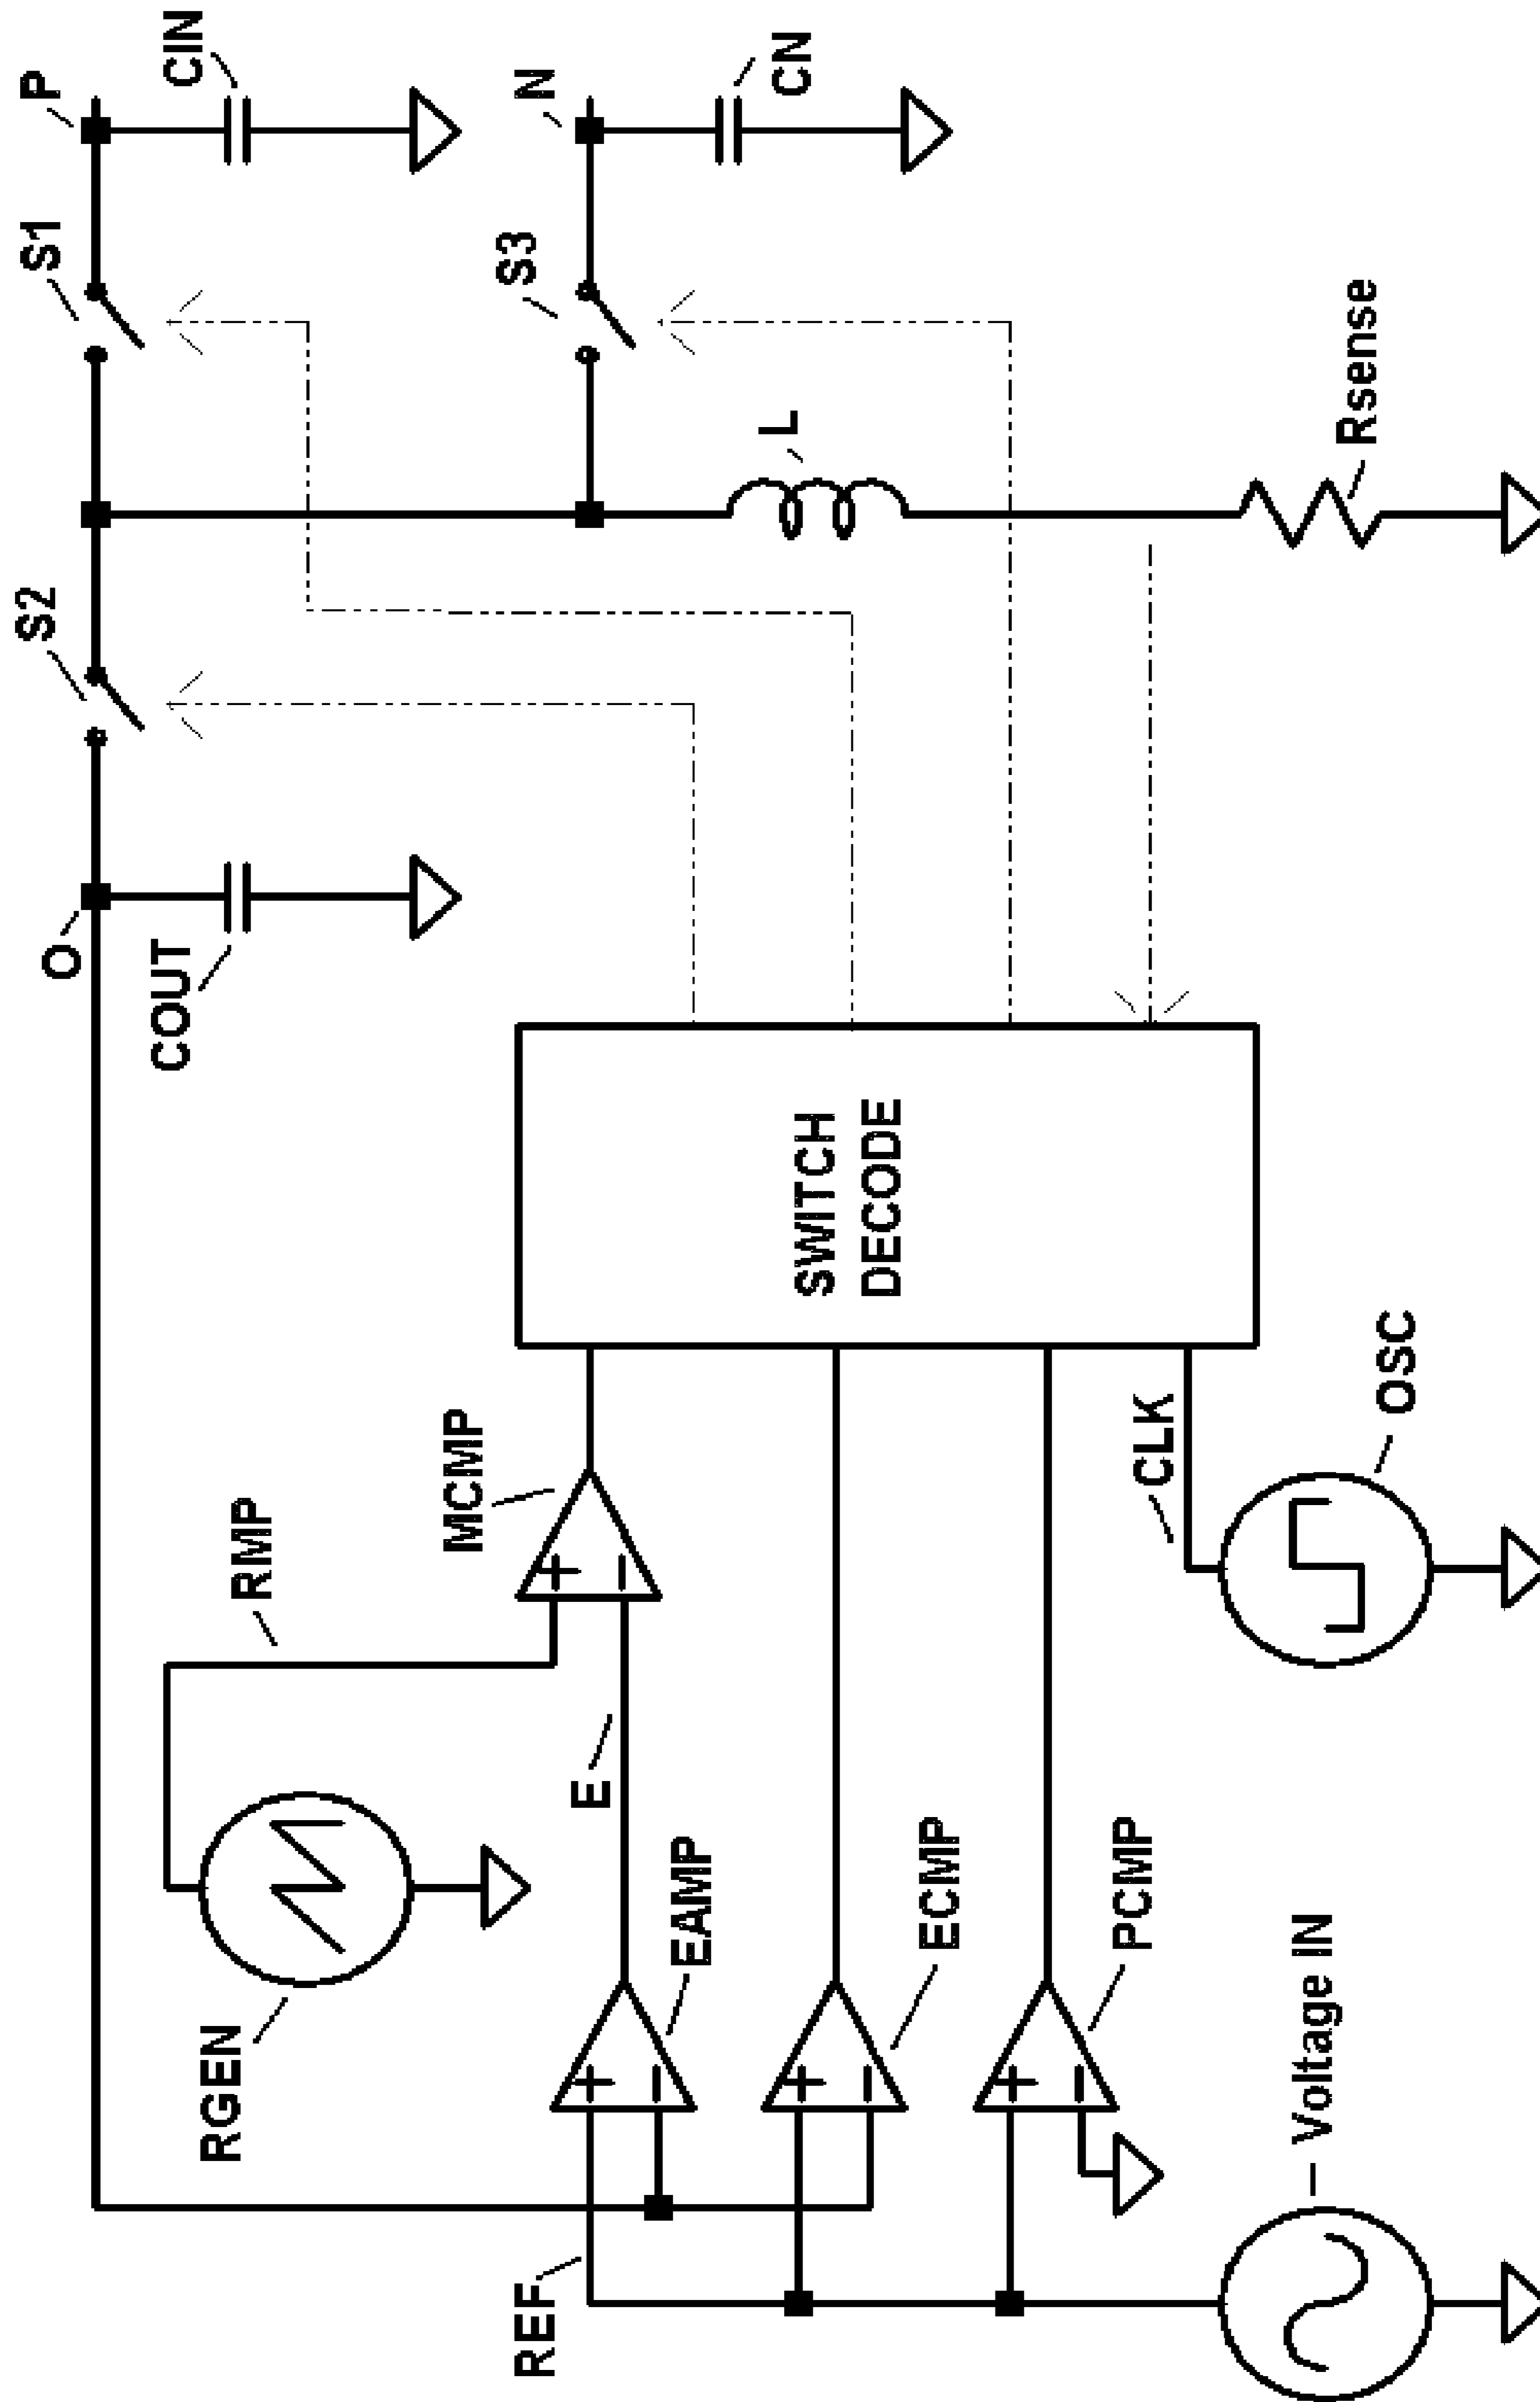 O
S2
S1
P
COUT
CIN
RGEN
RMP
S3
N
MCMP
REF
E
EAMP
L
CN
SWITCH
DECODE
ECMP
PCMP
CLK
Voltage IN
OSC
Rsense